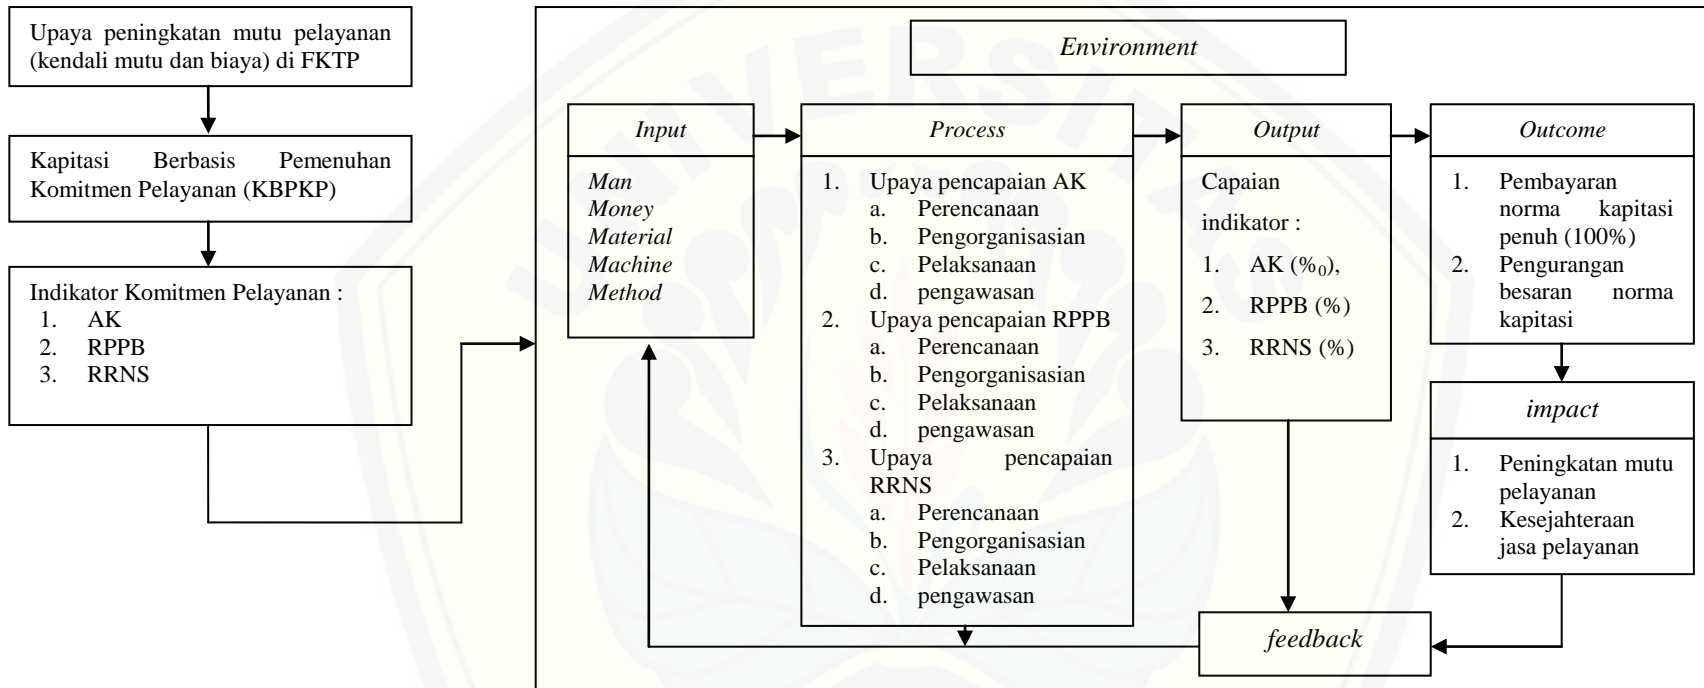 Upaya peningkatan mutu pelayanan
(kendali mutu dan biaya) di FKTP
Kapitasi Berbasis Pemenuhan
Komitmen Pelayanan (KBPKP)
Indikator Komitmen Pelayanan :
1. AK
2. RPPB
3. RRNS
Environment
Input
Man
Money
Material
Machine
Method
Process
1. Upaya pencapaian AK
a. Perencanaan
b. Pengorganisasian
c. Pelaksanaan
d. pengawasan
2. Upaya pencapaian RPPB
a. Perencanaan
b. Pengorganisasian
c. Pelaksanaan
d. pengawasan
3. Upaya pencapaian
RRNS
a. Perencanaan
b. Pengorganisasian
c. Pelaksanaan
d. pengawasan
Output
Capaian
indikator :
1. AK (%₀),
2. RPPB (%)
3. RRNS (%)
Outcome
1. Pembayaran
norma kapitasi
penuh (100%)
2. Pengurangan
besaran norma
kapitasi
impact
1. Peningkatan mutu
pelayanan
2. Kesejahteraan
jasa pelayanan
feedback
UNIVERSITAS